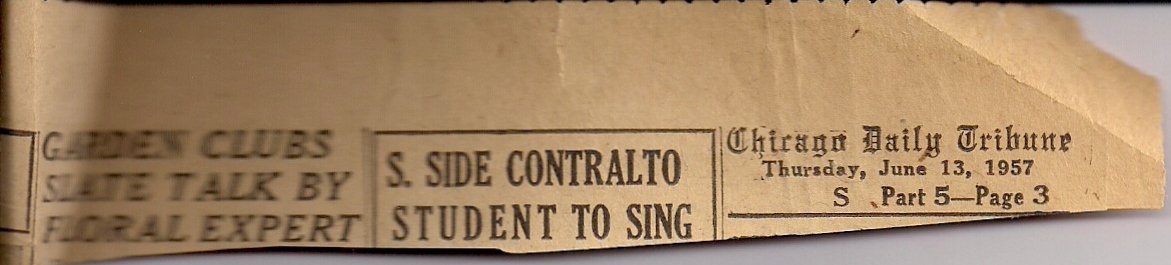 GARDEN CLUBS
SLATE TALK BY
FLORAL EXPERT
S. SIDE CONTRALTO
STUDENT TO SING
Chicago Daily Tribune
Thursday, June 13, 1957
S Part 5—Page 3